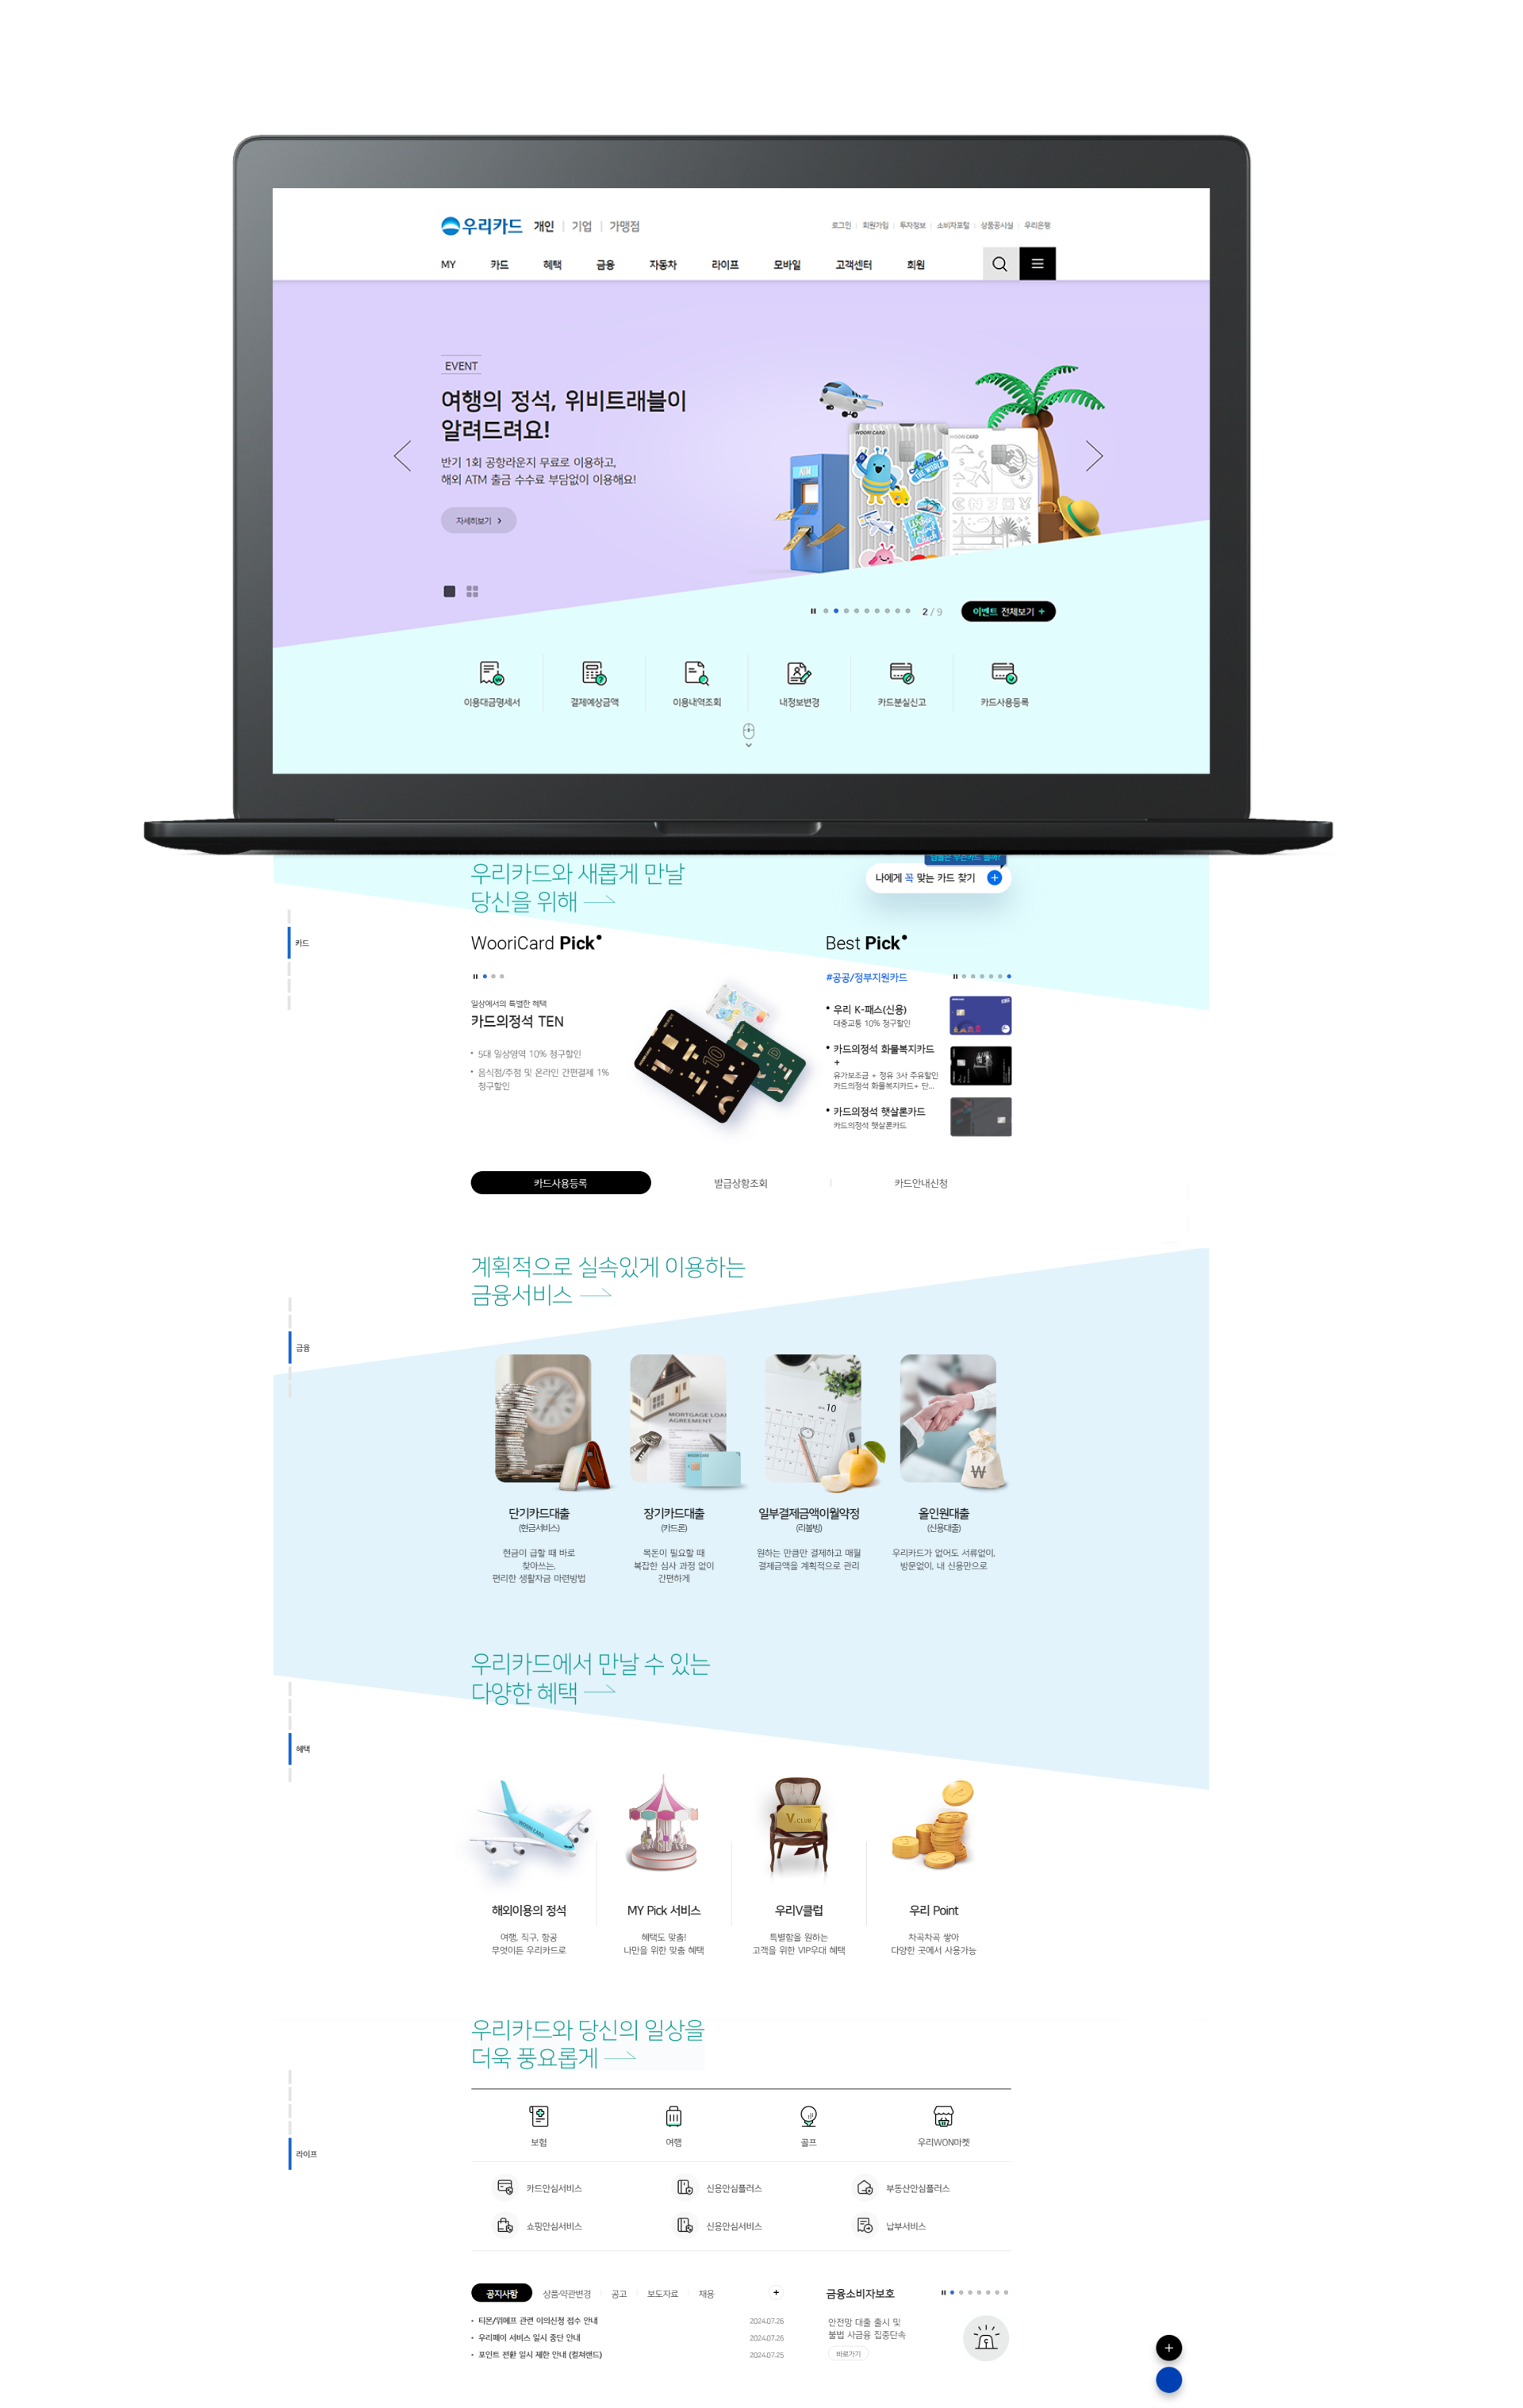 우리카드 개인 기업 가맹점
로그인 회원가입 투자정보 소비자포털 상품공시실 우리은행
MY 카드 혜택 금융 자동차 라이프 모바일 고객센터 회원
EVENT
여행의 정석, 위비트래블이
알려드려요!
반기 1회 공항라운지 무료로 이용하고,
해외 ATM 출금 수수료 부담없이 이용해요!
자세히보기
ATM
WOORI CARD
WOORI CARD
Around
THE WORLD
2 / 9
이벤트 전체보기 +
이용대금명세서
결제예상금액
이용내역조회
내정보변경
카드분실신고
카드사용등록
우리카드와 새롭게 만날
당신을 위해
나에게 꼭 맞는 카드 찾기
카드
WooriCard Pick
Best Pick
#공공/정부지원카드
일상에서의 특별한 혜택
카드의정석 TEN
• 5대 일상영역 10% 청구할인
• 음식점/주점 및 온라인 간편결제 1%
청구할인
10
• 우리 K-패스(신용)
대중교통 10% 청구할인
• 카드의정석 화물복지카드
+
유가보조금 + 정유 3사 주유할인
카드의정석 화물복지카드+ 단...
• 카드의정석 햇살론카드
카드의정석 햇살론카드
카드사용등록
발급상황조회
카드안내신청
계획적으로 실속있게 이용하는
금융서비스
금융
MORTGAGE LOAN
AGREEMENT
10
₩
단기카드대출
(현금서비스)
현금이 급할 때 바로
찾아쓰는,
편리한 생활자금 마련방법
장기카드대출
(카드론)
목돈이 필요할 때
복잡한 심사 과정 없이
간편하게
일부결제금액이월약정
(리볼빙)
원하는 만큼만 결제하고 매월
결제금액을 계획적으로 관리
올인원대출
(신용대출)
우리카드가 없어도 서류없이,
방문없이, 내 신용만으로
우리카드에서 만날 수 있는
다양한 혜택
혜택
WOORI CARD
V.CLUB
해외이용의 정석
여행, 직구, 항공
무엇이든 우리카드로
MY Pick 서비스
혜택도 맞춤!
나만을 위한 맞춤 혜택
우리V클럽
특별함을 원하는
고객을 위한 VIP우대 혜택
우리 Point
차곡차곡 쌓아
다양한 곳에서 사용가능
우리카드와 당신의 일상을
더욱 풍요롭게
라이프
보험
여행
골프
우리WON마켓
카드안심서비스
신용안심플러스
부동산안심플러스
쇼핑안심서비스
신용안심서비스
납부서비스
공지사항 상품·약관변경 공고 보도자료 채용
• 티몬/위메프 관련 이의신청 접수 안내 2024.07.26
• 우리페이 서비스 일시 중단 안내 2024.07.26
• 포인트 전환 일시 제한 안내 (컬쳐랜드) 2024.07.25
금융소비자보호
안전망 대출 출시 및
불법 사금융 집중단속
바로가기